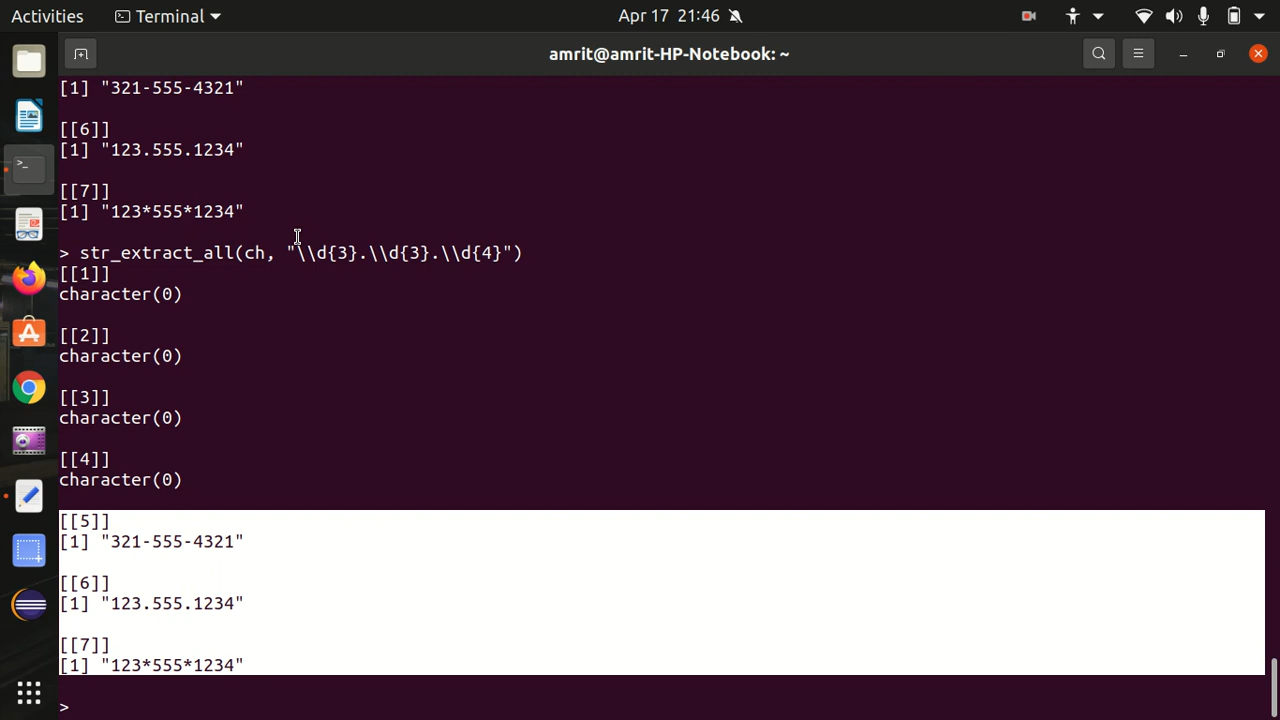 Activities Terminal Apr 17 21:46
amrit@amrit-HP-Notebook: ~
[1] "321-555-4321"
[[6]]
[1] "123.555.1234"
[[7]]
[1] "123*555*1234"
> str_extract_all(ch, "\\d{3}.\\d{3}.\\d{4}")
[[1]]
character(0)
[[2]]
character(0)
[[3]]
character(0)
[[4]]
character(0)
[[5]]
[1] "321-555-4321"
[[6]]
[1] "123.555.1234"
[[7]]
[1] "123*555*1234"
>